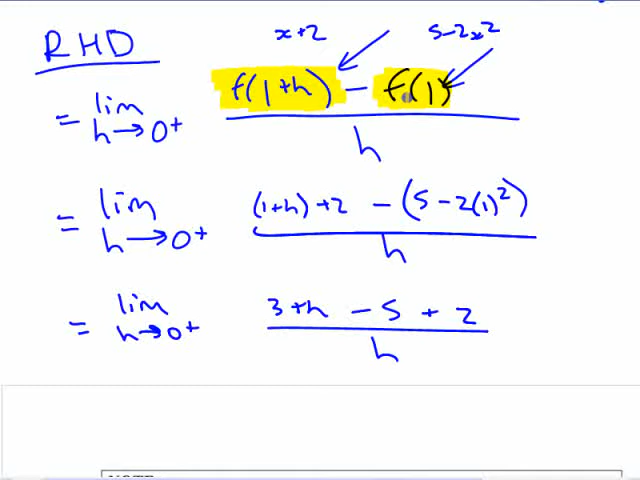 x+2 5-2x²
RHD
= lim h→0+ f(1+h) - f(1) / h
= lim h→0+ (1+h)+2 - (5-2(1)²) / h
= lim h→0+ 3+h - 5 + 2 / h